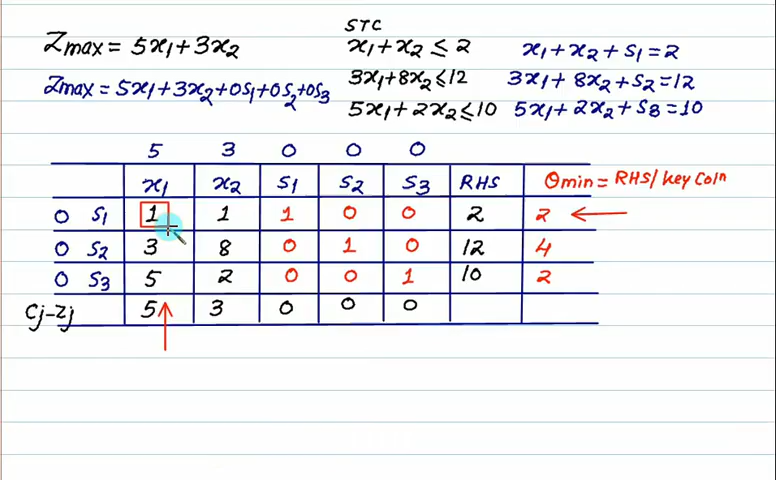 STC
Zmax = 5x1 + 3x2
x1 + x2 ≤ 2
x1 + x2 + S1 = 2
Zmax = 5x1 + 3x2 + 0S1 + 0S2 + 0S3
3x1 + 8x2 ≤ 12
3x1 + 8x2 + S2 = 12
5x1 + 2x2 ≤ 10
5x1 + 2x2 + S3 = 10
5 3 0 0 0
x1 x2 S1 S2 S3 RHS θmin = RHS/key Coln
0 S1 1 1 1 0 0 2 2 ←
0 S2 3 8 0 1 0 12 4
0 S3 5 2 0 0 1 10 2
Cj-Zj 5 ↑ 3 0 0 0